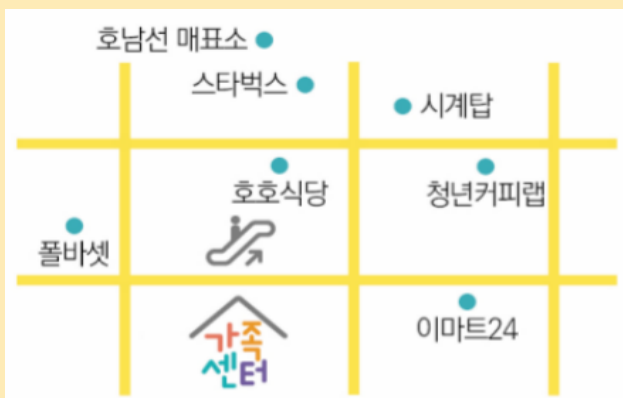 호남선 매표소
스타벅스
시계탑
호호식당
청년커피랩
폴바셋
이마트24
가족
센터